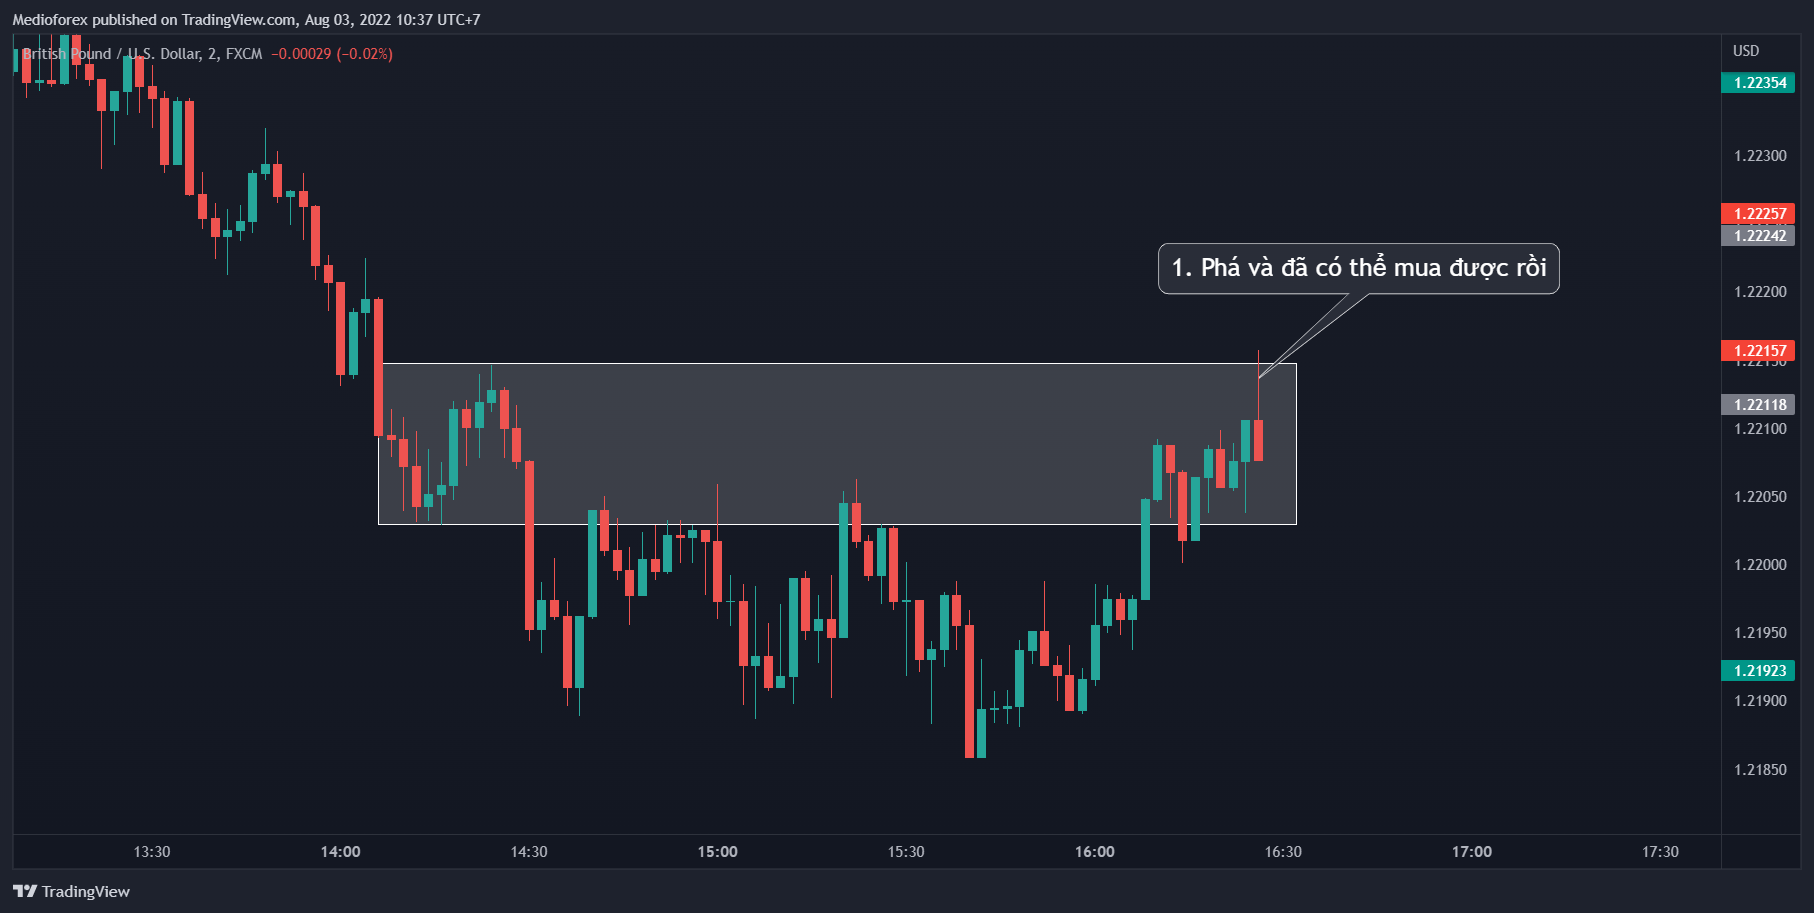 Medioforex published on TradingView.com, Aug 03, 2022 10:37 UTC+7
British Pound / U.S. Dollar, 2, FXCM −0.00029 (−0.02%)
USD
1.22354
1.22300
1.22257
1.22242
1. Phá và đã có thể mua được rồi
1.22200
1.22157
1.22150
1.22118
1.22100
1.22050
1.22000
1.21950
1.21923
1.21900
1.21850
13:30 14:00 14:30 15:00 15:30 16:00 16:30 17:00 17:30
TradingView